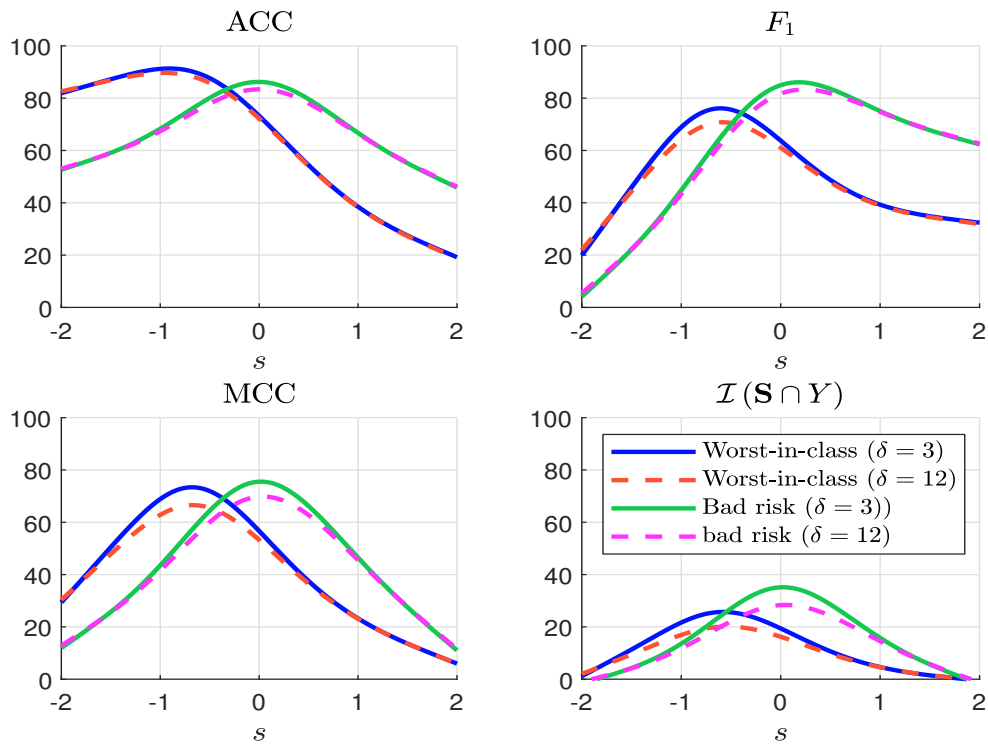 ACC
100
80
60
40
20
0
-2 -1 0 1 2
s
F₁
100
80
60
40
20
0
-2 -1 0 1 2
s
MCC
100
80
60
40
20
0
-2 -1 0 1 2
s
𝓘 (𝐒 ∩ Y)
100
80
60
40
20
0
Worst-in-class (δ = 3)
Worst-in-class (δ = 12)
Bad risk (δ = 3))
bad risk (δ = 12)
-2 -1 0 1 2
s